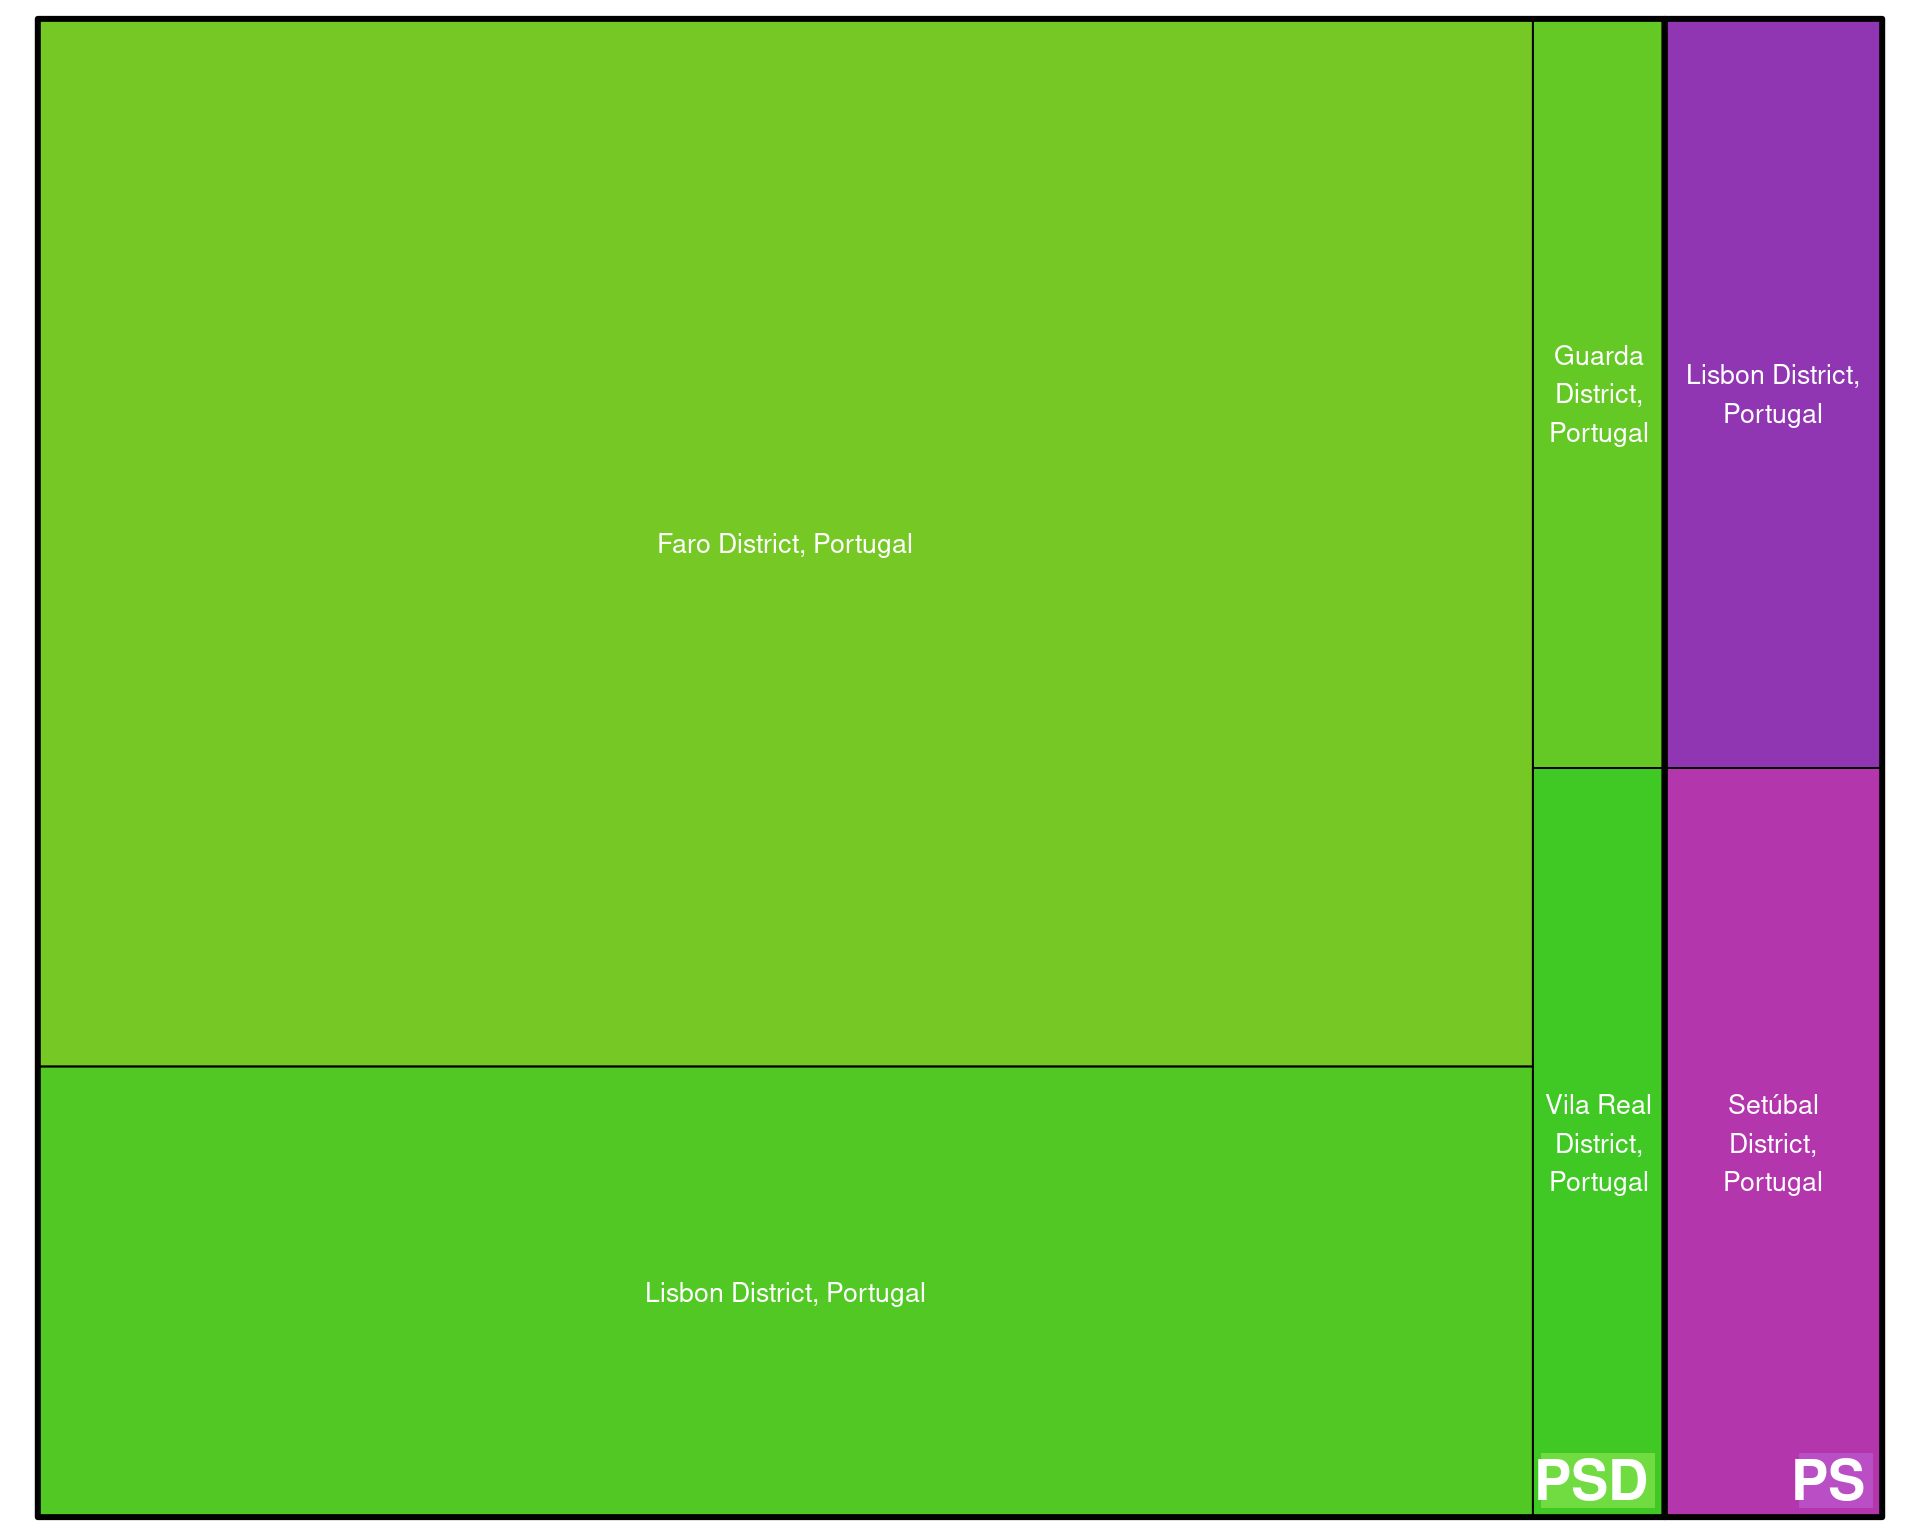 Faro District, Portugal
Lisbon District, Portugal
Guarda
District,
Portugal
Vila Real
District,
Portugal
PSD
Lisbon District,
Portugal
Setúbal
District,
Portugal
PS